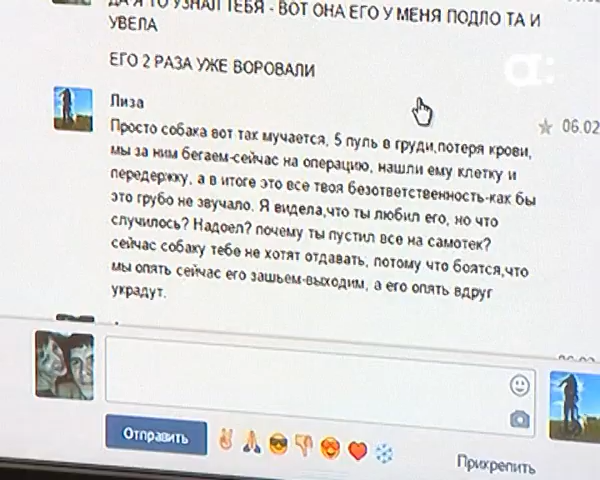 ДА Я ТО УЗНАЛ ТЕБЯ - ВОТ ОНА ЕГО У МЕНЯ ПОДЛО ТА И
УВЕЛА
ЕГО 2 РАЗА УЖЕ ВОРОВАЛИ
Лиза
06.02
Просто собака вот так мучается, 5 пуль в груди,потеря крови,
мы за ним бегаем-сейчас на операцию, нашли ему клетку и
передержку, а в итоге это все твоя безответственность-как бы
это грубо не звучало. Я видела,что ты любил его, но что
случилось? Надоел? почему ты пустил все на самотек?
сейчас собаку тебе не хотят отдавать, потому что боятся,что
мы опять сейчас его зашьем-выходим, а его опять вдруг
украдут.
Отправить
Прикрепить
а: